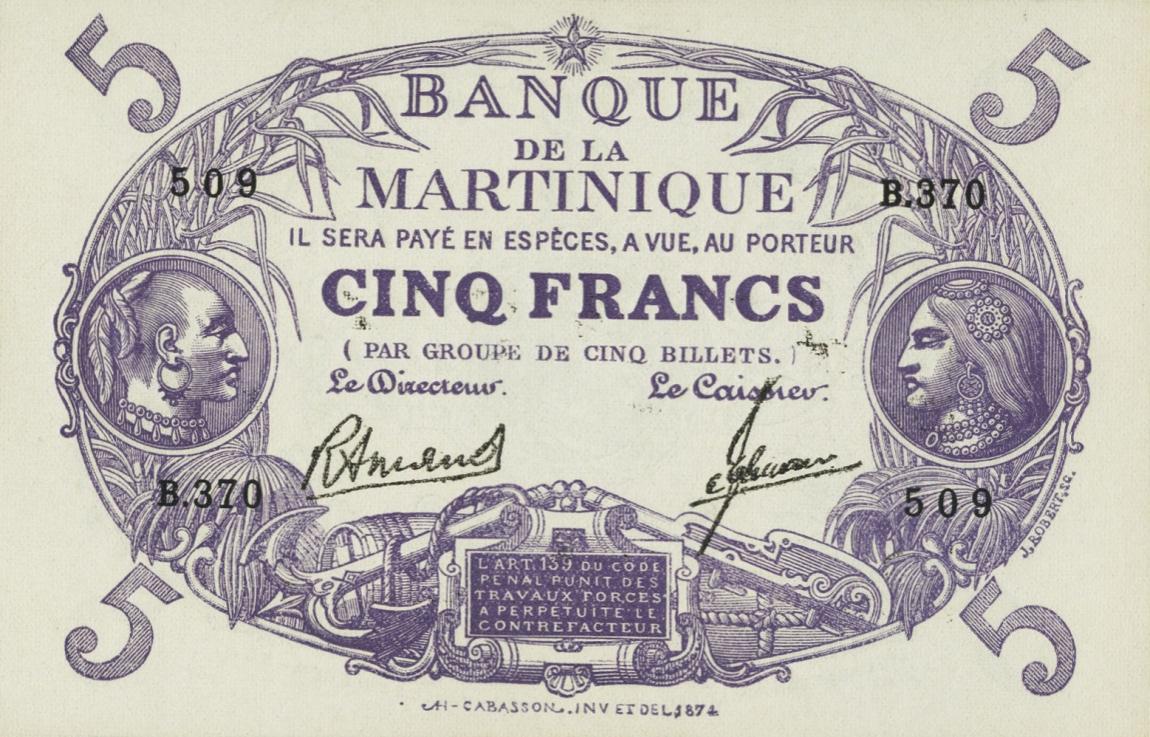 5 5
BANQUE
DE LA
MARTINIQUE
509 B.370
IL SERA PAYÉ EN ESPÈCES, A VUE, AU PORTEUR
CINQ FRANCS
( PAR GROUPE DE CINQ BILLETS. )
Le Directeur. Le Caissier.
B.370 509
L'ART. 139 DU CODE
PENAL PUNIT DES
TRAVAUX FORCES
A PERPETUITE LE
CONTREFACTEUR
J. ROBERT, SC.
5 5
H-CABASSON. INV ET DEL, 1874